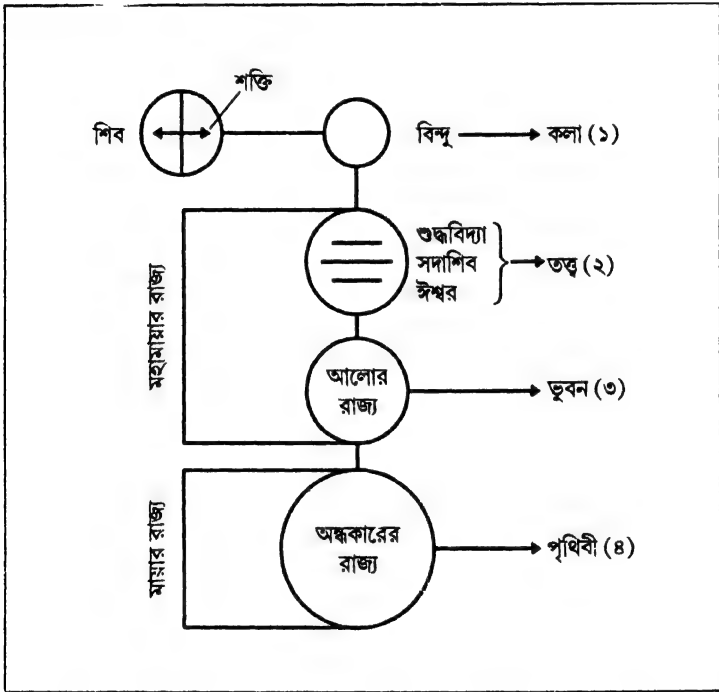 শক্তি
শিব
বিন্দু → কলা (১)
শুদ্ধবিদ্যা
সদাশিব
ঈশ্বর
তত্ত্ব (২)
মহামায়ার রাজ্য
আলোর
রাজ্য
ভুবন (৩)
মায়ার রাজ্য
অন্ধকারের
রাজ্য
পৃথিবী (৪)